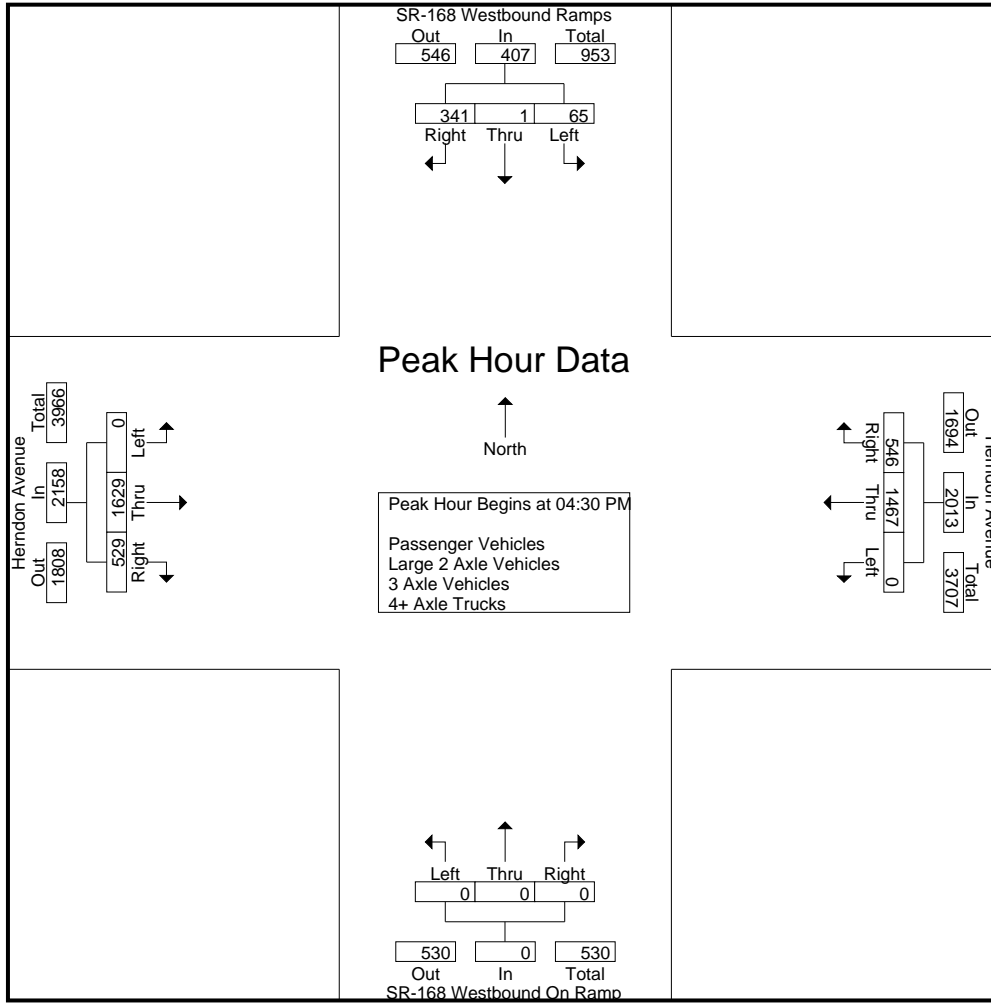 SR-168 Westbound Ramps
Out In Total
546 407 953
341 1 65
Right Thru Left
Peak Hour Data
North
Peak Hour Begins at 04:30 PM
Passenger Vehicles
Large 2 Axle Vehicles
3 Axle Vehicles
4+ Axle Trucks
Herndon Avenue
Out In Total
1808 2158 3966
0 1629 529
Left Thru Right
Herndon Avenue
Out In Total
1694 2013 3707
546 1467 0
Right Thru Left
Left Thru Right
0 0 0
530 0 530
Out In Total
SR-168 Westbound On Ramp